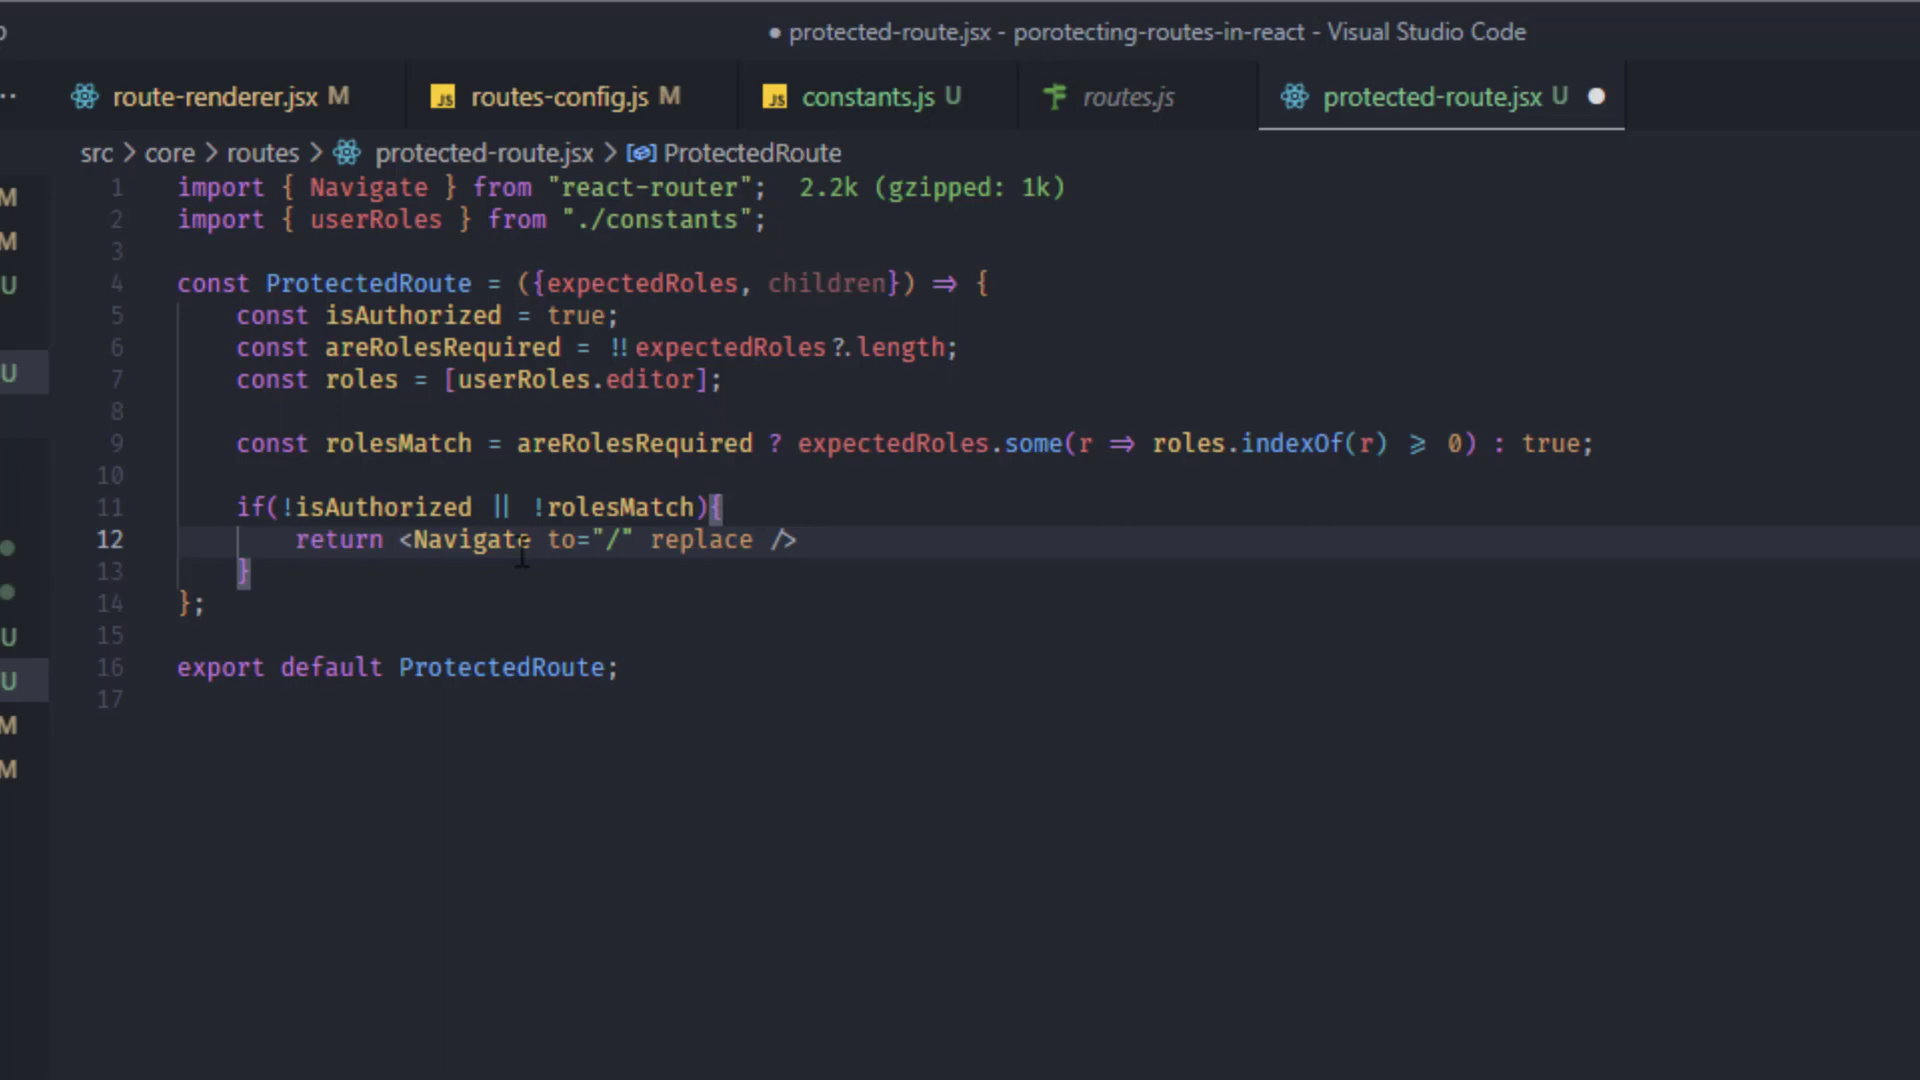 ● protected-route.jsx - porotecting-routes-in-react - Visual Studio Code
route-renderer.jsx M JS routes-config.js M JS constants.js U routes.js protected-route.jsx U
src > core > routes > protected-route.jsx > ProtectedRoute
1 import { Navigate } from "react-router"; 2.2k (gzipped: 1k)
2 import { userRoles } from "./constants";
3
4 const ProtectedRoute = ({expectedRoles, children}) => {
5 const isAuthorized = true;
6 const areRolesRequired = !!expectedRoles?.length;
7 const roles = [userRoles.editor];
8
9 const rolesMatch = areRolesRequired ? expectedRoles.some(r => roles.indexOf(r) >= 0) : true;
10
11 if(!isAuthorized || !rolesMatch){
12 return <Navigate to="/" replace />
13 }
14 };
15
16 export default ProtectedRoute;
17
M
M
U
U
U
U
M
M